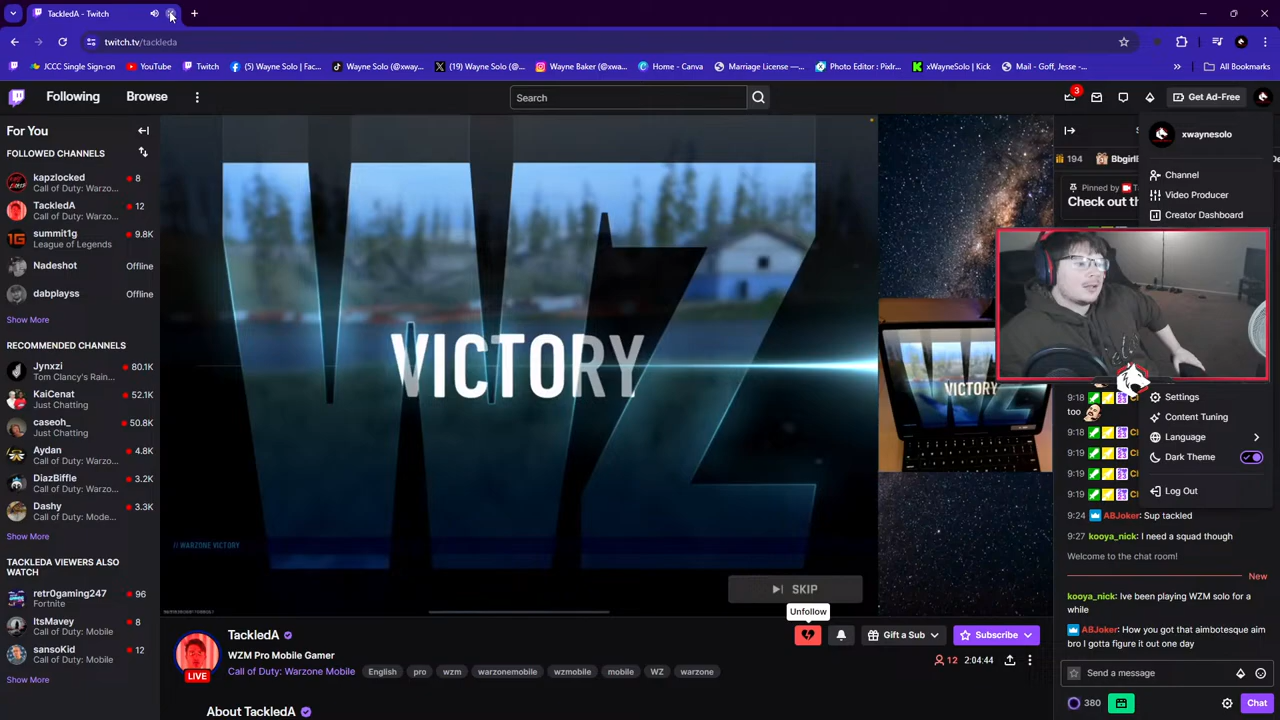 TackledA - Twitch
twitch.tv/tackleda
JCCC Single Sign-on
YouTube
Twitch
(5) Wayne Solo | Fac...
Wayne Solo (@xway...
(19) Wayne Solo (@...
Wayne Baker (@xwa...
Home - Canva
Marriage License -...
Photo Editor : Pixlr...
xWayneSolo | Kick
Mail - Goff, Jesse -...
All Bookmarks
Following
Browse
Search
3
Get Ad-Free
For You
FOLLOWED CHANNELS
kapzlocked
8
Call of Duty: Warzo...
TackledA
12
Call of Duty: Warzo...
summit1g
9.8K
League of Legends
Nadeshot
Offline
dabplayss
Offline
Show More
RECOMMENDED CHANNELS
Jynxzi
80.1K
Tom Clancy's Rain...
KaiCenat
52.1K
Just Chatting
caseoh_
50.8K
Just Chatting
Aydan
4.8K
Call of Duty: Warzo...
DiazBiffle
3.3K
Call of Duty: Warzo...
Dashy
3.3K
Call of Duty: Mode...
Show More
TACKLEDA VIEWERS ALSO
WATCH
retr0gaming247
96
Fortnite
ItsMavey
8
Call of Duty: Warzo...
sansoKid
12
Call of Duty: Warzo...
Show More
WZ
VICTORY
// WARZONE VICTORY
SKIP
VICTORY
Unfollow
TackledA
WZM Pro Mobile Gamer
Call of Duty: Warzone Mobile
English
pro
wzm
warzonemobile
wzmobile
mobile
WZ
warzone
LIVE
Gift a Sub
Subscribe
12
2:04:44
About TackledA
194
Bbgirl
Pinned by
Check out th
xwaynesolo
Channel
Video Producer
Creator Dashboard
Settings
Content Tuning
Language
Dark Theme
Log Out
9:18
too
9:18
9:19
9:19
9:19
9:24 ABJoker: Sup tackled
9:27 kooya_nick: I need a squad though
Welcome to the chat room!
New
kooya_nick: Ive been playing WZM solo for a
while
ABJoker: How you got that aimbotesque aim
bro I gotta figure it out one day
Send a message
380
Chat